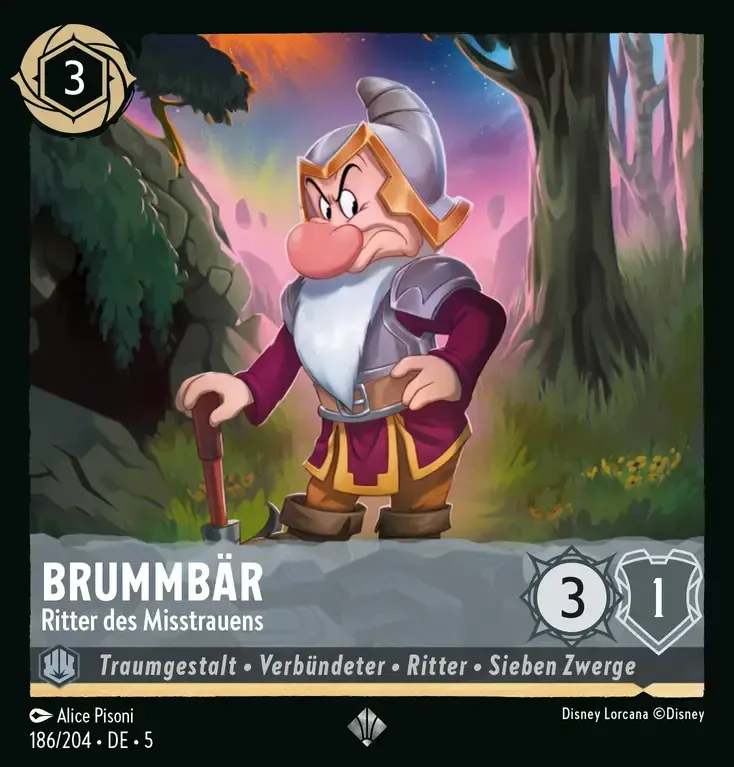 3
BRUMMBÄR
Ritter des Misstrauens
3 1
Traumgestalt • Verbündeter • Ritter • Sieben Zwerge
Alice Pisoni
Disney Lorcana ©Disney
186/204 • DE • 5